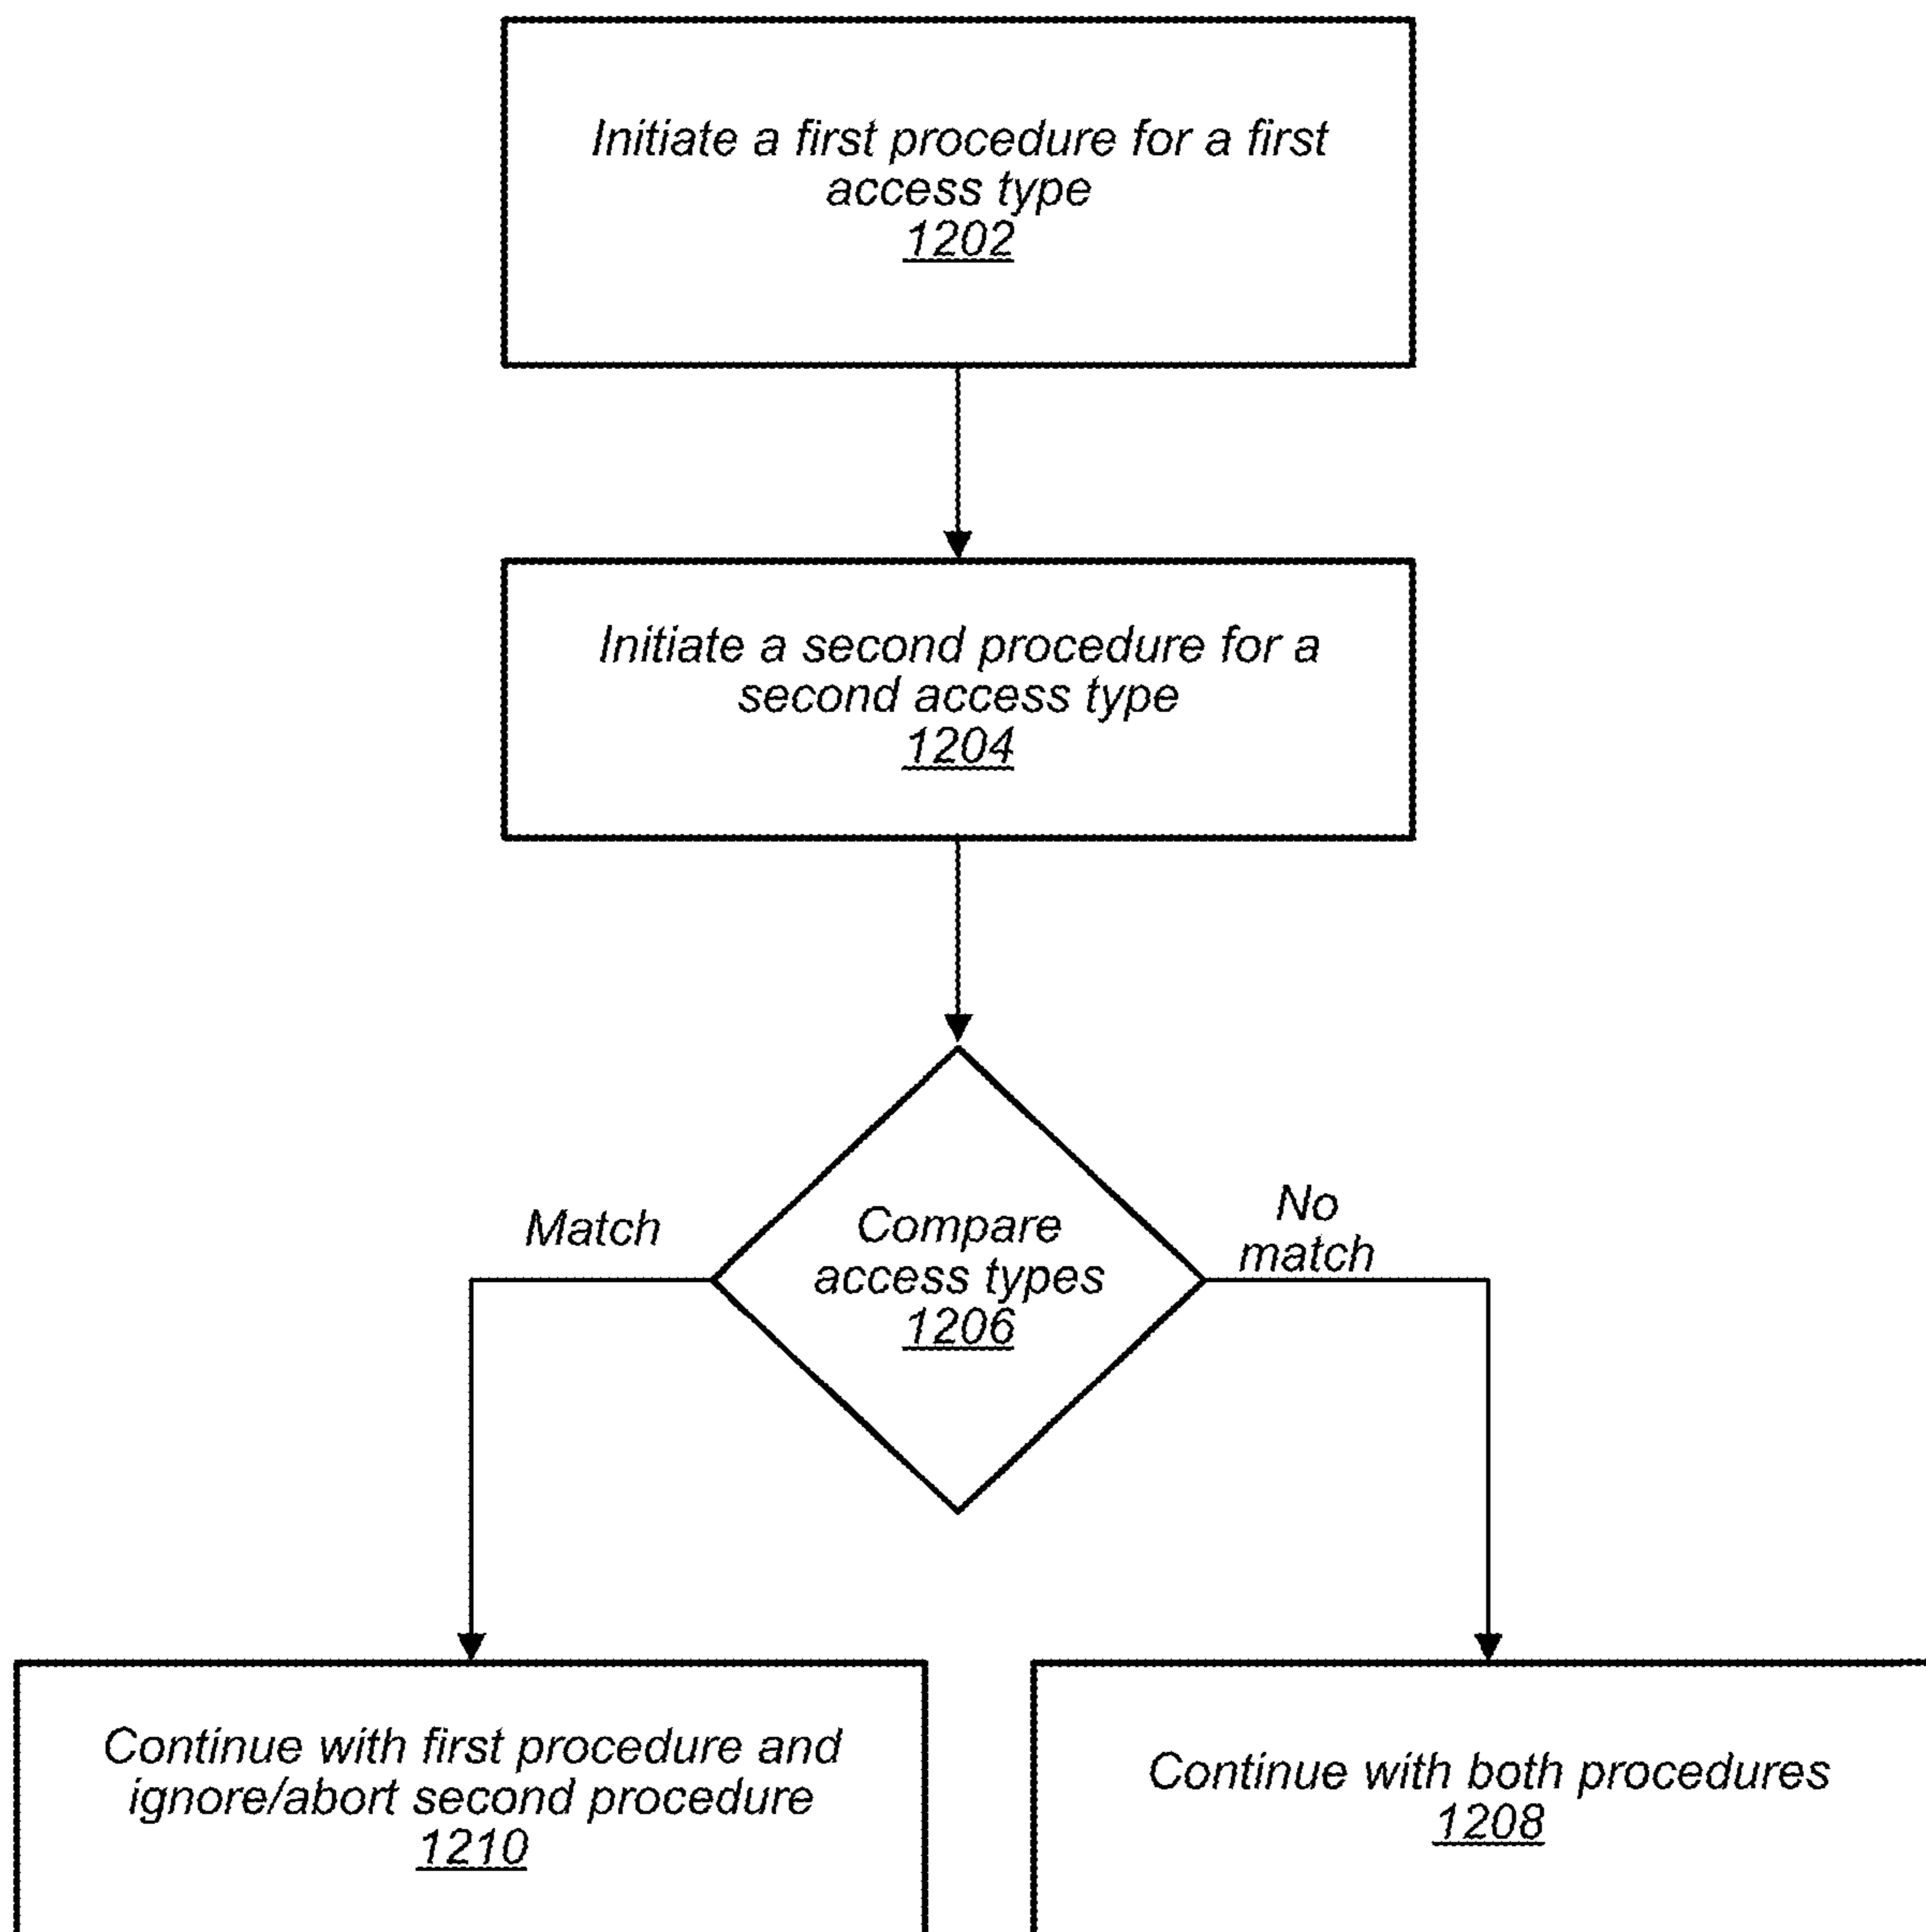 Initiate a first procedure for a first
access type
1202
Initiate a second procedure for a
second access type
1204
Compare
access types
1206
Match
No
match
Continue with first procedure and
ignore/abort second procedure
1210
Continue with both procedures
1208